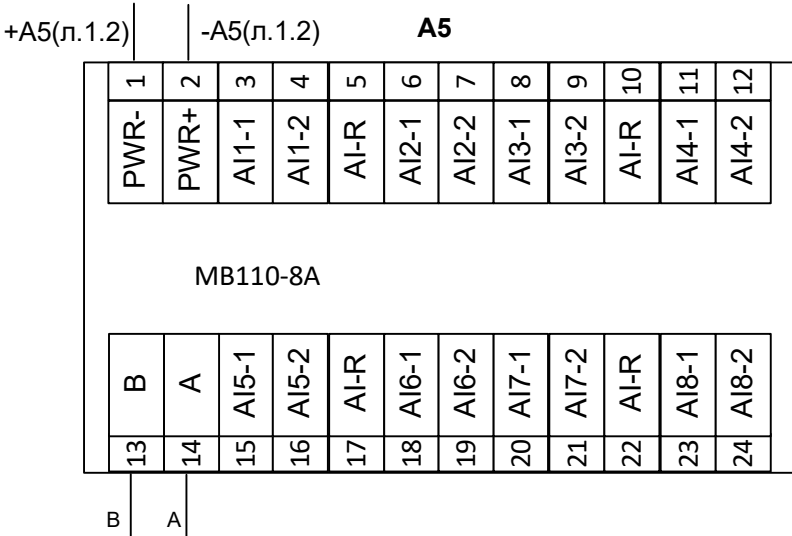 +A5(л.1.2) -A5(л.1.2) A5
1 2 3 4 5 6 7 8 9 10 11 12
PWR- PWR+ AI1-1 AI1-2 AI-R AI2-1 AI2-2 AI3-1 AI3-2 AI-R AI4-1 AI4-2
МВ110-8А
B A AI5-1 AI5-2 AI-R AI6-1 AI6-2 AI7-1 AI7-2 AI-R AI8-1 AI8-2
13 14 15 16 17 18 19 20 21 22 23 24
B A